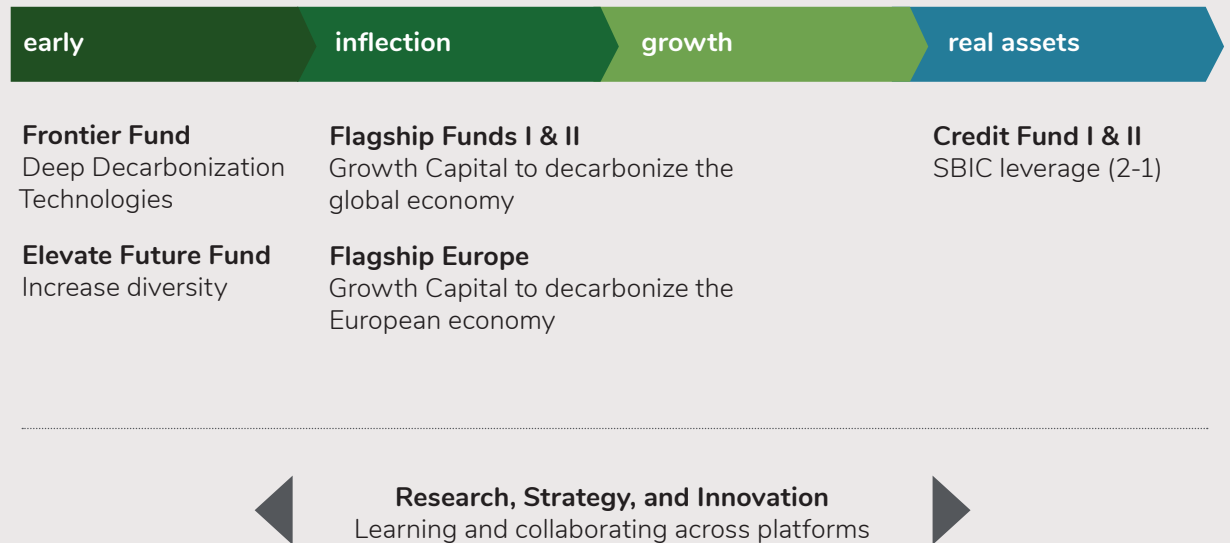 early
inflection
growth
real assets
Frontier Fund
Deep Decarbonization
Technologies
Elevate Future Fund
Increase diversity
Flagship Funds I & II
Growth Capital to decarbonize the
global economy
Flagship Europe
Growth Capital to decarbonize the
European economy
Credit Fund I & II
SBIC leverage (2-1)
Research, Strategy, and Innovation
Learning and collaborating across platforms